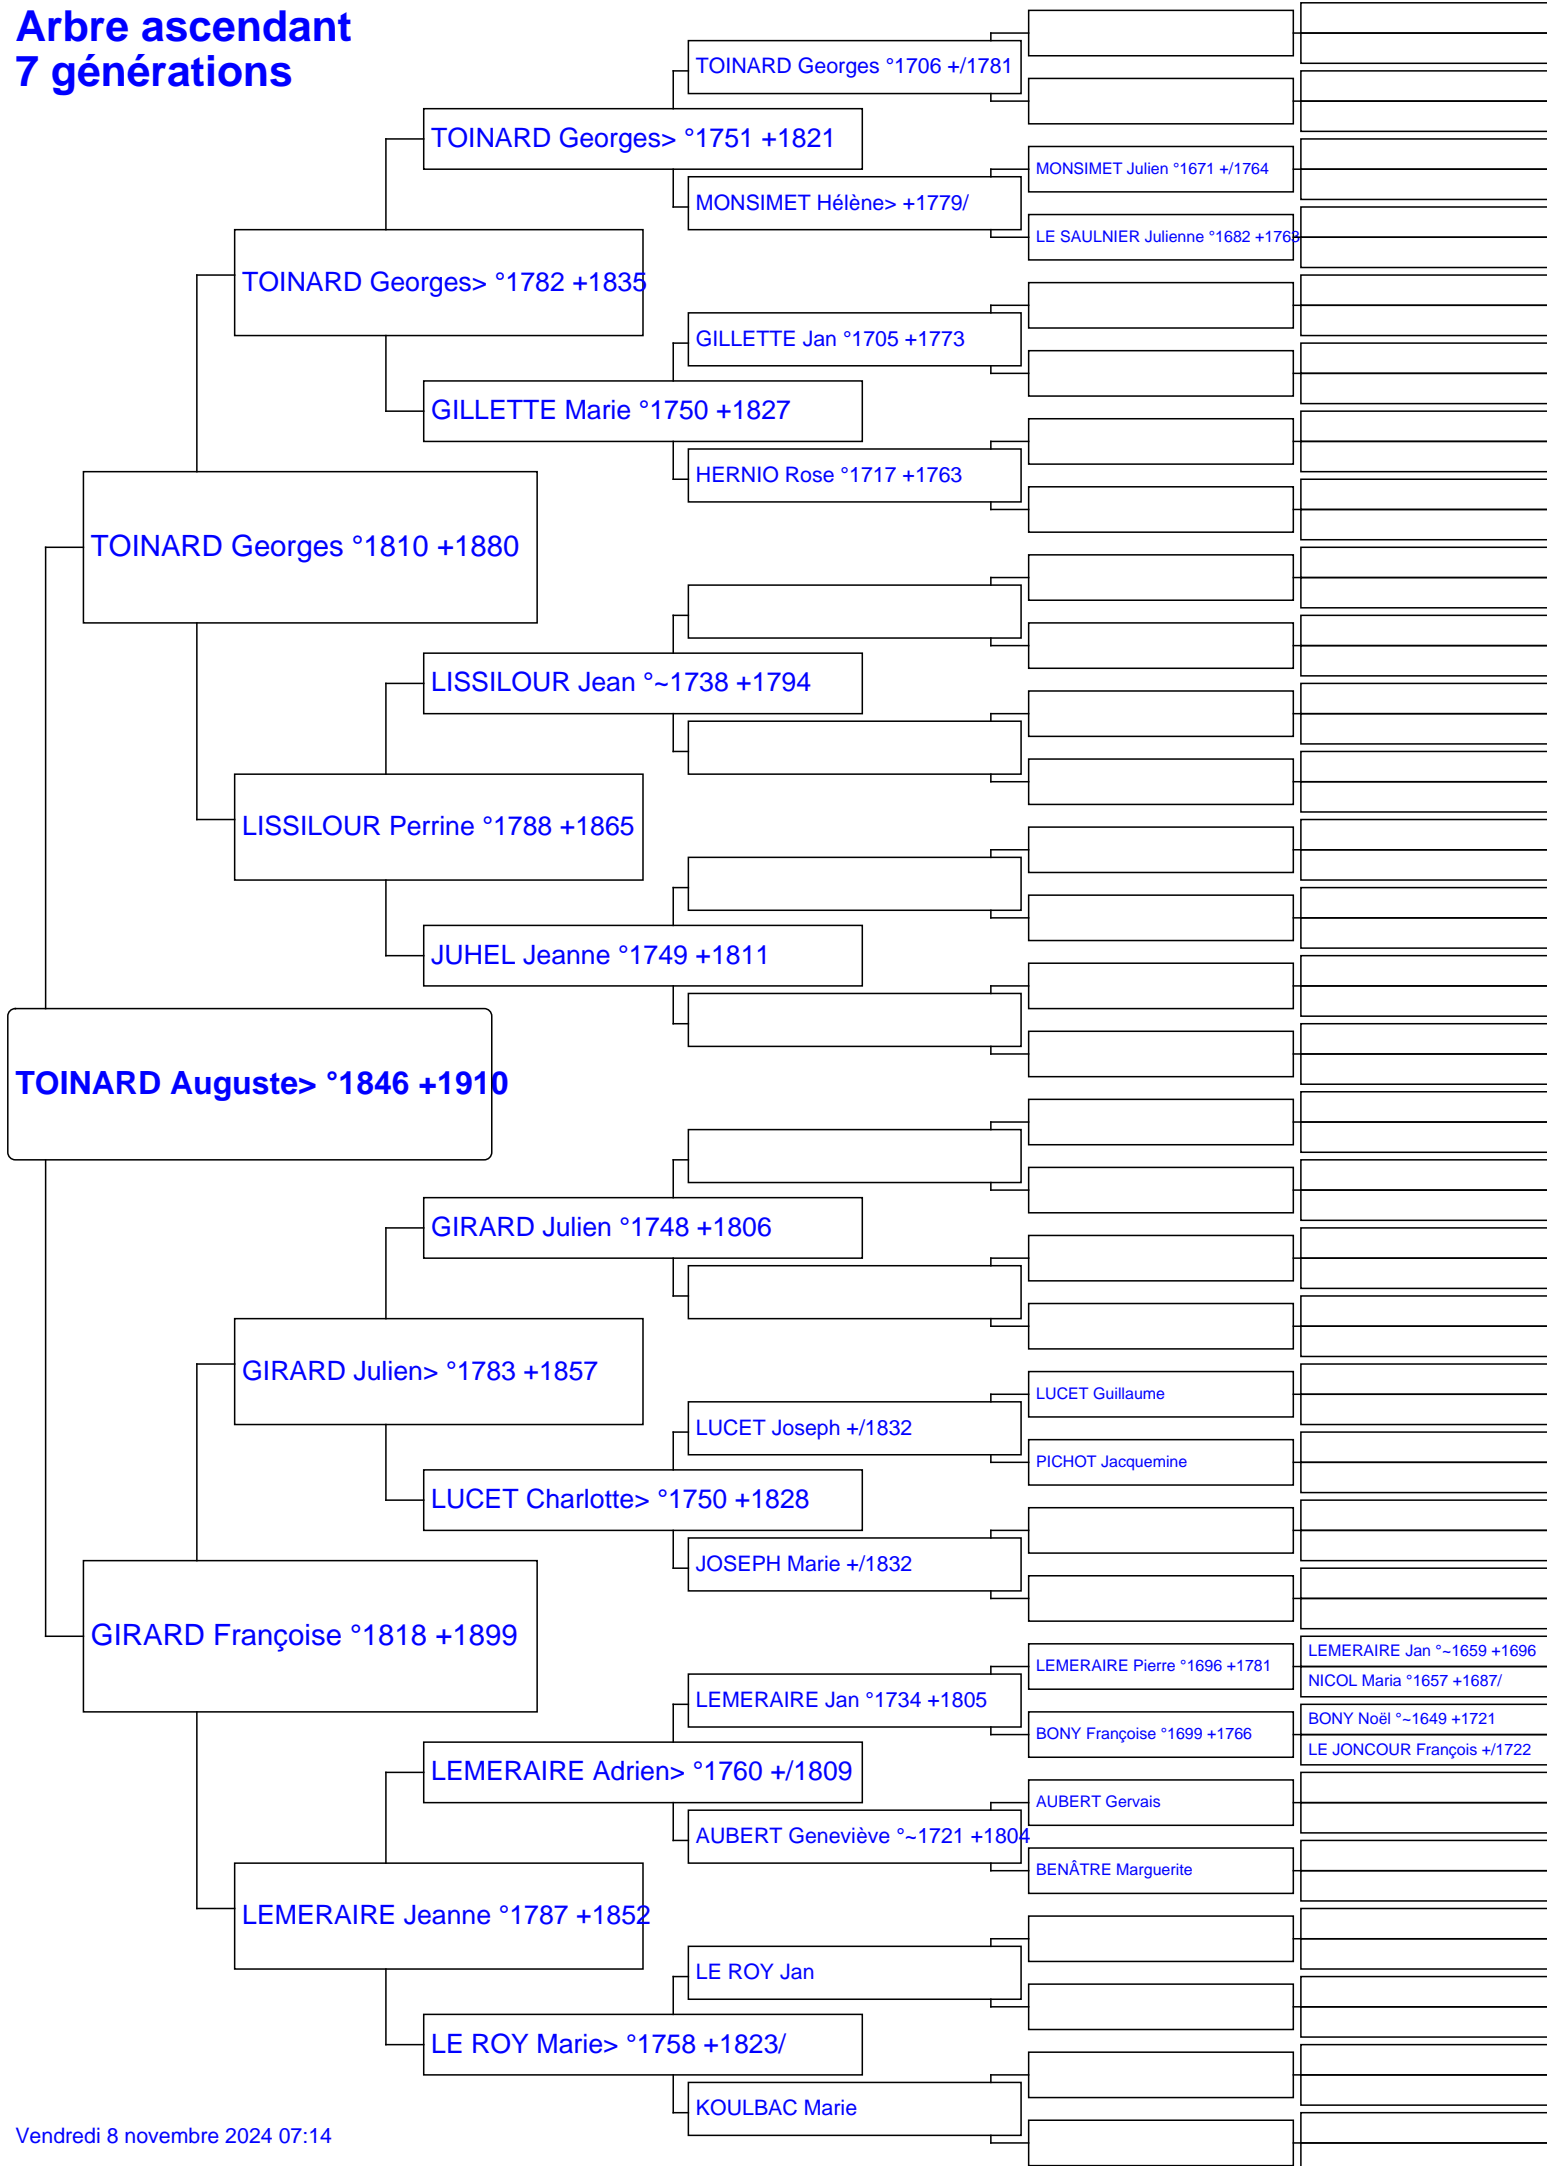 Arbre ascendant
7 générations
TOINARD Georges °1706 +/1781
TOINARD Georges> °1751 +1821
MONSIMET Julien °1671 +/1764
MONSIMET Hélène> +1779/
LE SAULNIER Julienne °1682 +1763
TOINARD Georges> °1782 +1835
GILLETTE Jan °1705 +1773
GILLETTE Marie °1750 +1827
HERNIO Rose °1717 +1763
TOINARD Georges °1810 +1880
LISSILOUR Jean °~1738 +1794
LISSILOUR Perrine °1788 +1865
JUHEL Jeanne °1749 +1811
TOINARD Auguste> °1846 +1910
GIRARD Julien °1748 +1806
GIRARD Julien> °1783 +1857
LUCET Guillaume
LUCET Joseph +/1832
PICHOT Jacquemine
LUCET Charlotte> °1750 +1828
JOSEPH Marie +/1832
GIRARD Françoise °1818 +1899
LEMERAIRE Jan °~1659 +1696
LEMERAIRE Pierre °1696 +1781
NICOL Maria °1657 +1687/
LEMERAIRE Jan °1734 +1805
BONY Noël °~1649 +1721
BONY Françoise °1699 +1766
LE JONCOUR François +/1722
LEMERAIRE Adrien> °1760 +/1809
AUBERT Gervais
AUBERT Geneviève °~1721 +1804
BENÂTRE Marguerite
LEMERAIRE Jeanne °1787 +1852
LE ROY Jan
LE ROY Marie> °1758 +1823/
KOULBAC Marie
Vendredi 8 novembre 2024 07:14